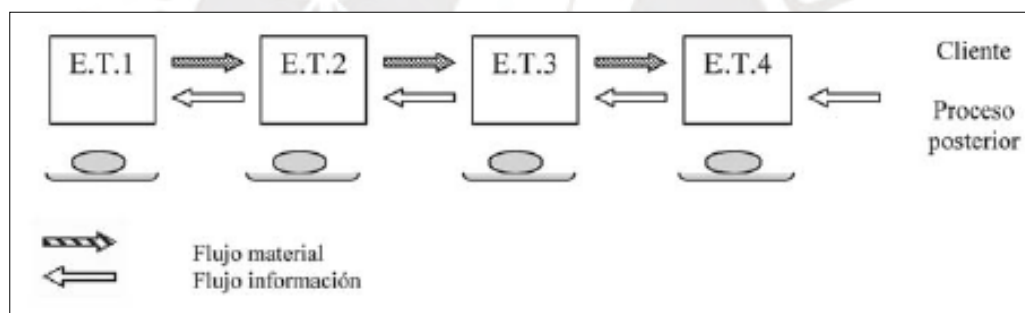 E.T.1 E.T.2 E.T.3 E.T.4 Cliente
Proceso
posterior
Flujo material
Flujo información